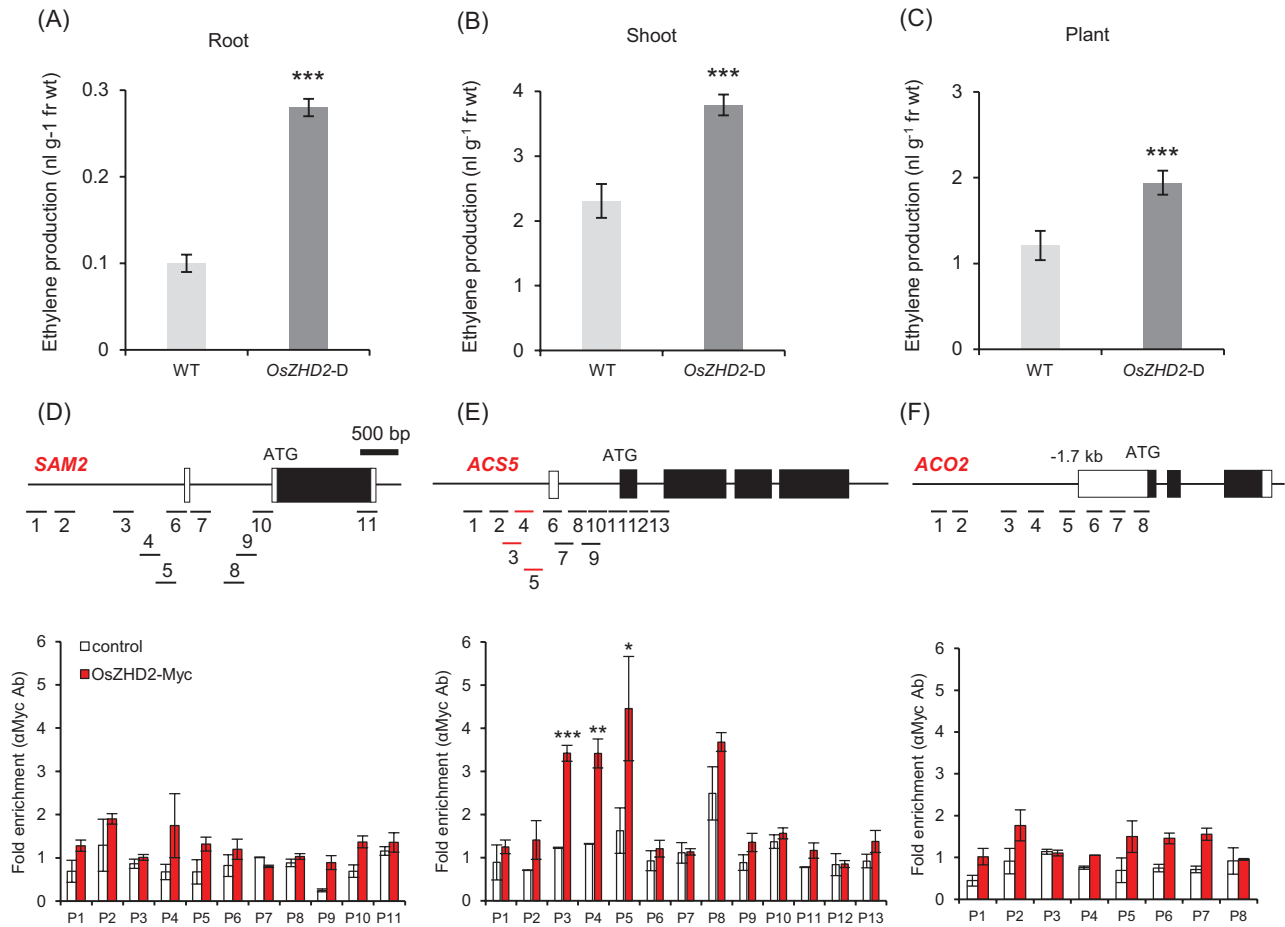 (A)
Root
Ethylene production (nl g-1 fr wt)
0.3
0.2
0.1
0
***
WT
OsZHD2-D
(B)
Shoot
Ethylene production (nl g⁻¹ fr wt)
4
3
2
1
0
***
WT
OsZHD2-D
(C)
Plant
Ethylene production (nl g⁻¹ fr wt)
3
2
1
0
***
WT
OsZHD2-D
(D)
500 bp
SAM2
ATG
1 2 3 6 7 10 11
4 9
5 8
Fold enrichment (αMyc Ab)
6
5
4
3
2
1
0
control
OsZHD2-Myc
P1 P2 P3 P4 P5 P6 P7 P8 P9 P10 P11
(E)
ACS5
ATG
1 2 4 6 8 10 11 12 13
3 7 9
5
Fold enrichment (αMyc Ab)
6
5
4
3
2
1
0
*** ** *
P1 P2 P3 P4 P5 P6 P7 P8 P9 P10 P11 P12 P13
(F)
ACO2
-1.7 kb
ATG
1 2 3 4 5 6 7 8
Fold enrichment (αMyc Ab)
6
5
4
3
2
1
0
P1 P2 P3 P4 P5 P6 P7 P8